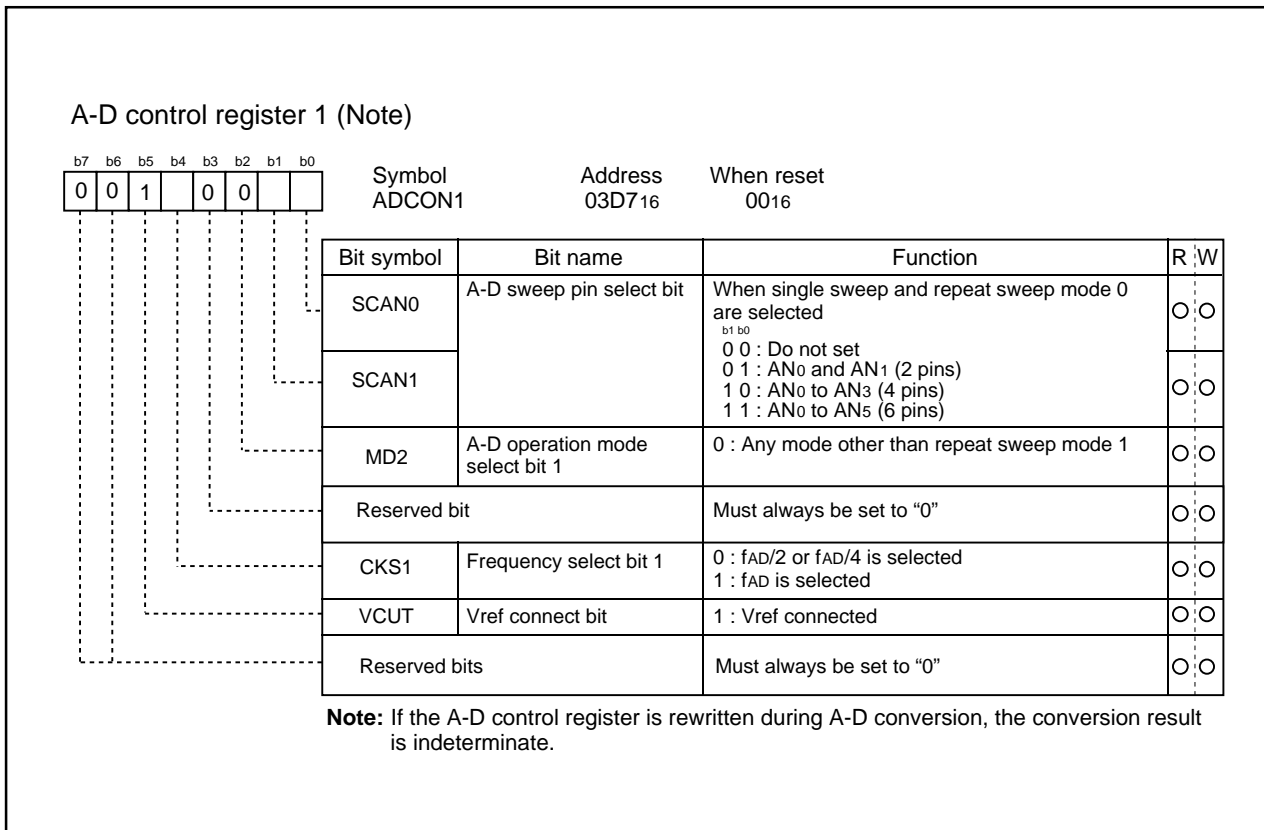 A-D control register 1 (Note)
b7 b6 b5 b4 b3 b2 b1 b0
0 0 1 0 0
Symbol Address When reset
ADCON1 03D716 0016
Bit symbol Bit name Function R W
SCAN0 A-D sweep pin select bit When single sweep and repeat sweep mode 0
are selected
b1 b0
0 0 : Do not set
0 1 : AN0 and AN1 (2 pins)
SCAN1 1 0 : AN0 to AN3 (4 pins)
1 1 : AN0 to AN5 (6 pins)
MD2 A-D operation mode
select bit 1 0 : Any mode other than repeat sweep mode 1
Reserved bit Must always be set to “0”
CKS1 Frequency select bit 1 0 : fAD/2 or fAD/4 is selected
1 : fAD is selected
VCUT Vref connect bit 1 : Vref connected
Reserved bits Must always be set to “0”
Note: If the A-D control register is rewritten during A-D conversion, the conversion result
is indeterminate.